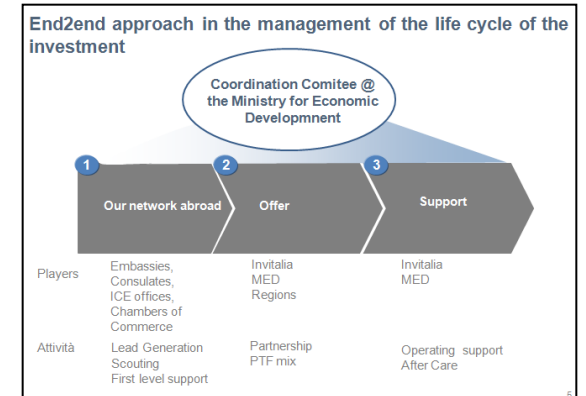 End2end approach in the management of the life cycle of the
investment
Coordination Comitee @
the Ministry for Economic
Developmnent
1
2
3
Our network abroad
Offer
Support
Players
Embassies,
Consulates,
ICE offices,
Chambers of
Commerce
Invitalia
MED
Regions
Invitalia
MED
Attività
Lead Generation
Scouting
First level support
Partnership
PTF mix
Operating support
After Care
5